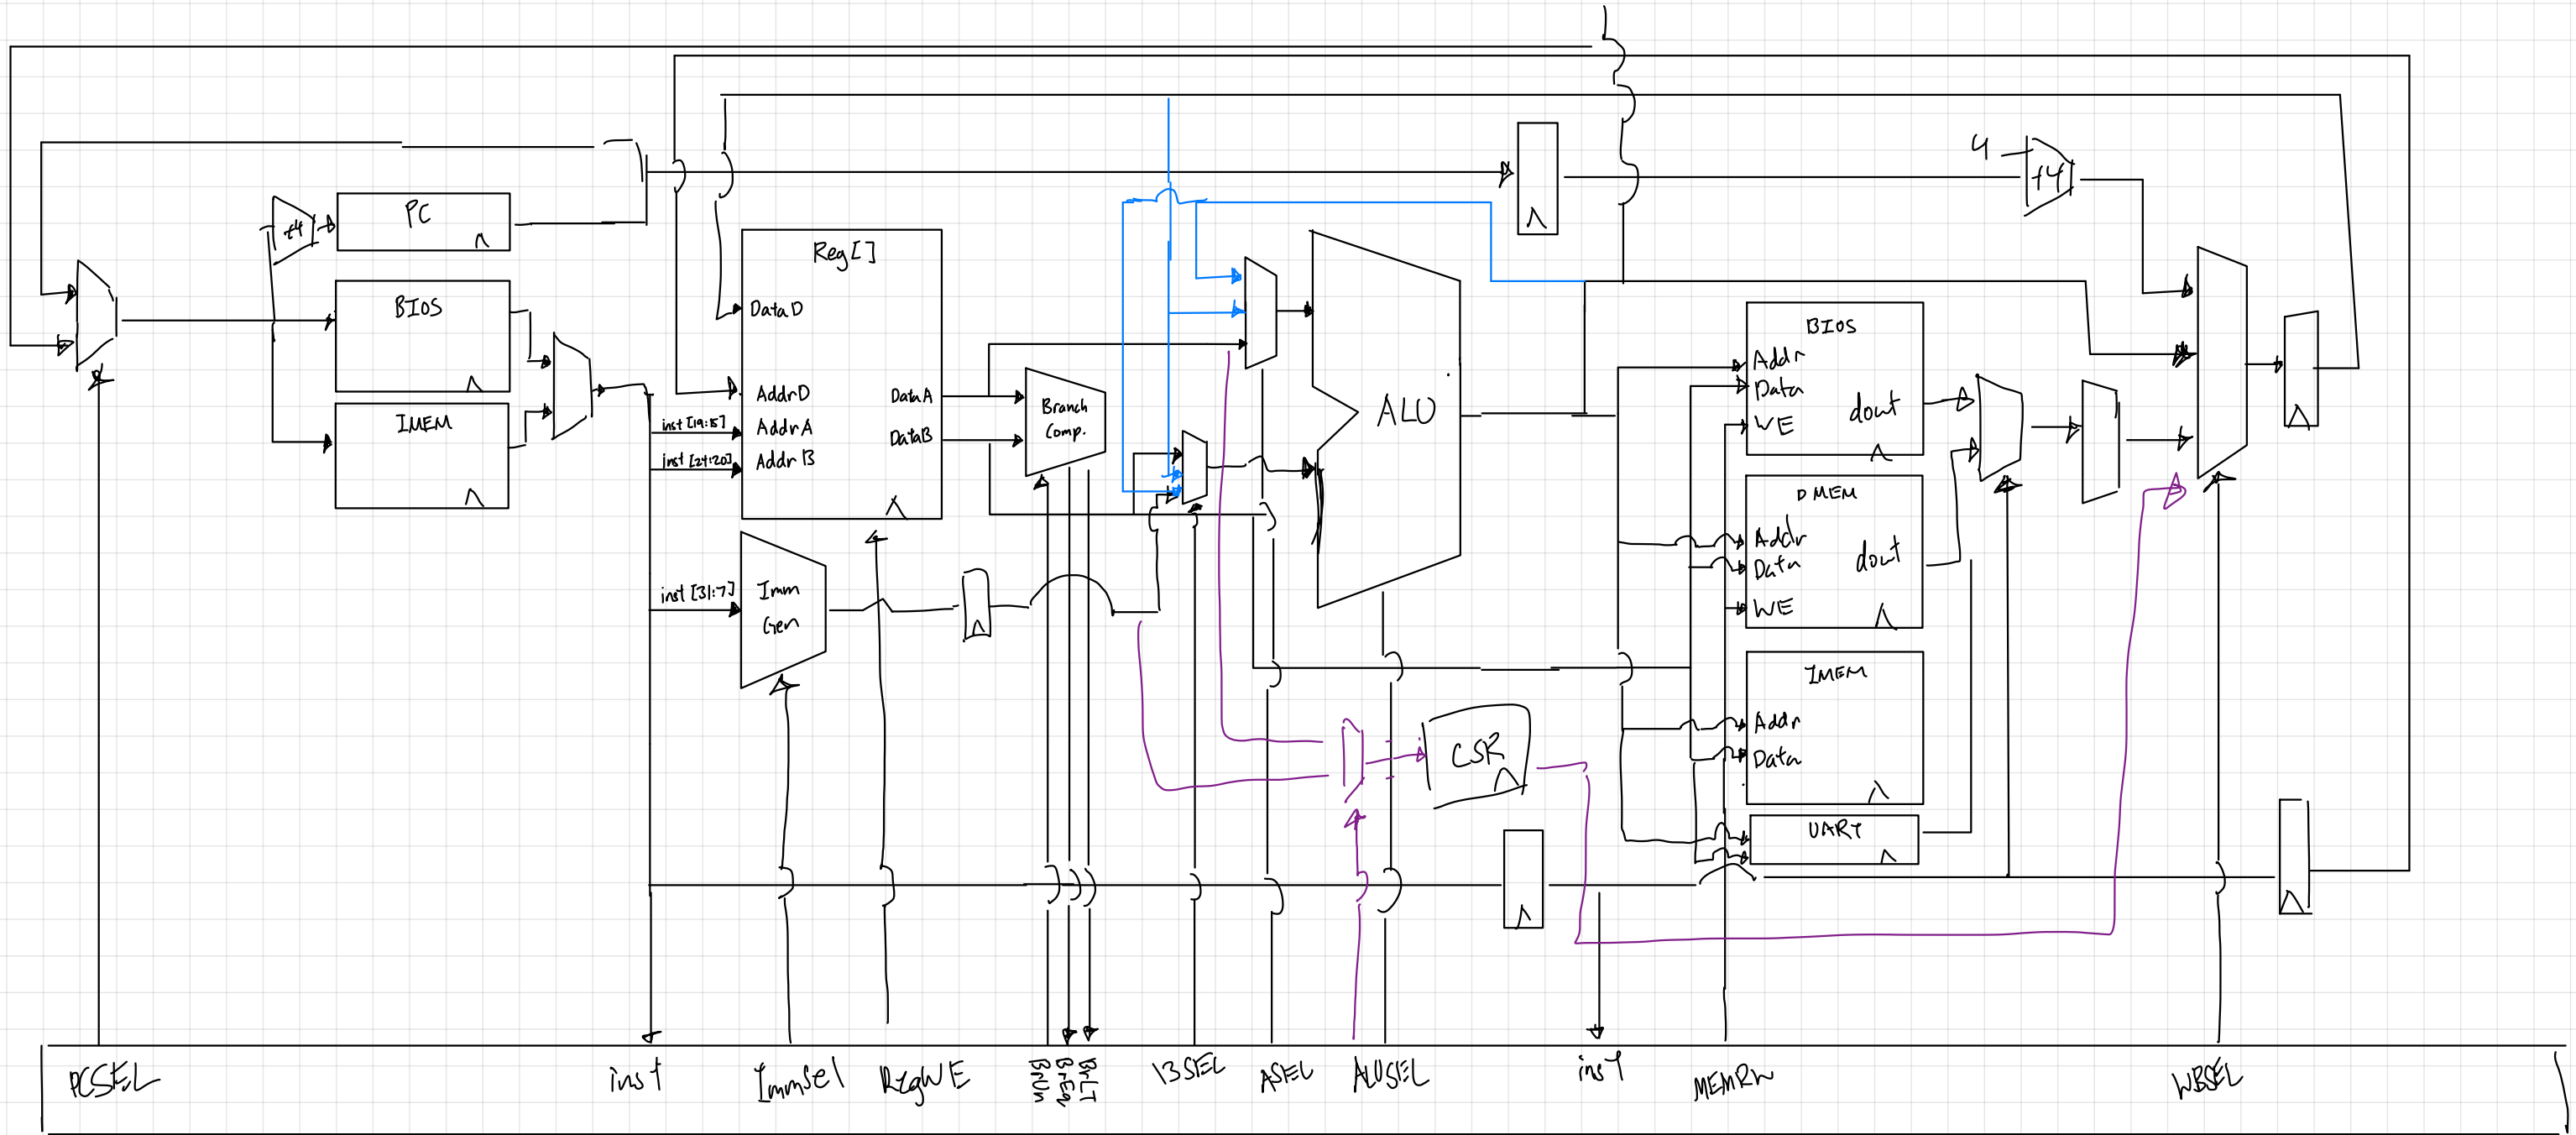 4
+4
+4
PC
BIOS
IMEM
Reg[]
DataD
AddrD
AddrA
AddrB
DataA
DataB
inst [19:15]
inst [24:20]
inst [31:7]
Imm
Gen
Branch
Comp.
ALU
CSR
BIOS
Addr
Data
WE
dout
DMEM
Addr
Data
WE
dout
IMEM
Addr
Data
UART
PCSEL
inst
ImmSel
RegWE
BrUn
BrEq
BrLT
BSEL
ASEL
ALUSEL
inst
MEMRW
WBSEL